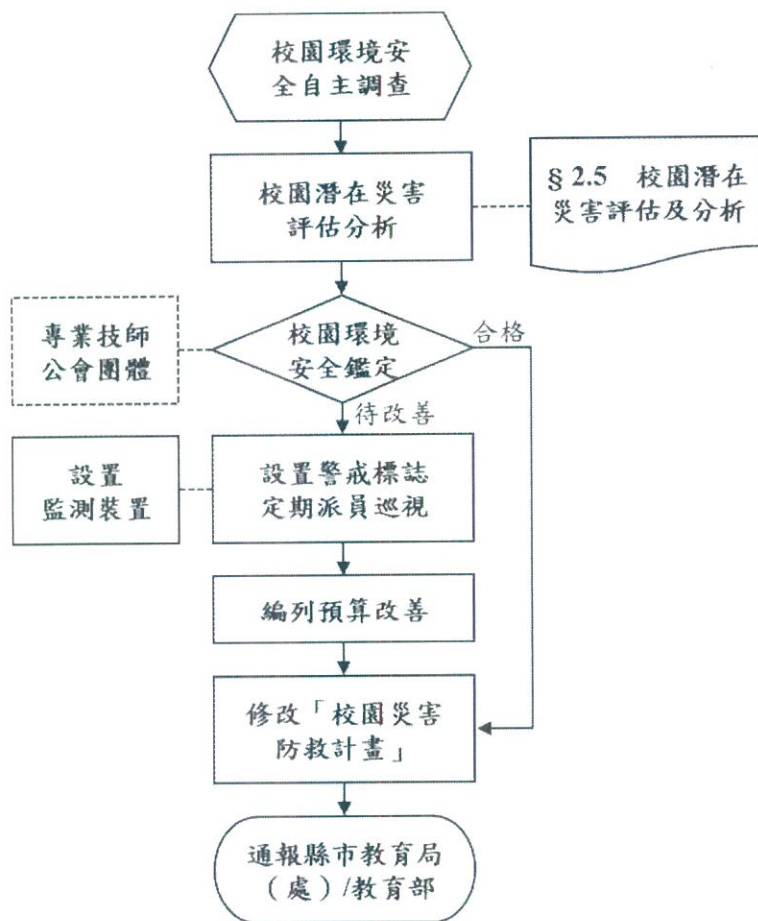 校園環境安
全自主調查
校園潛在災害
評估分析
§ 2.5 校園潛在
災害評估及分析
專業技師
公會團體
校園環境
安全鑑定
合格
待改善
設置
監測裝置
設置警戒標誌
定期派員巡視
編列預算改善
修改「校園災害
防救計畫」
通報縣市教育局
（處）/教育部